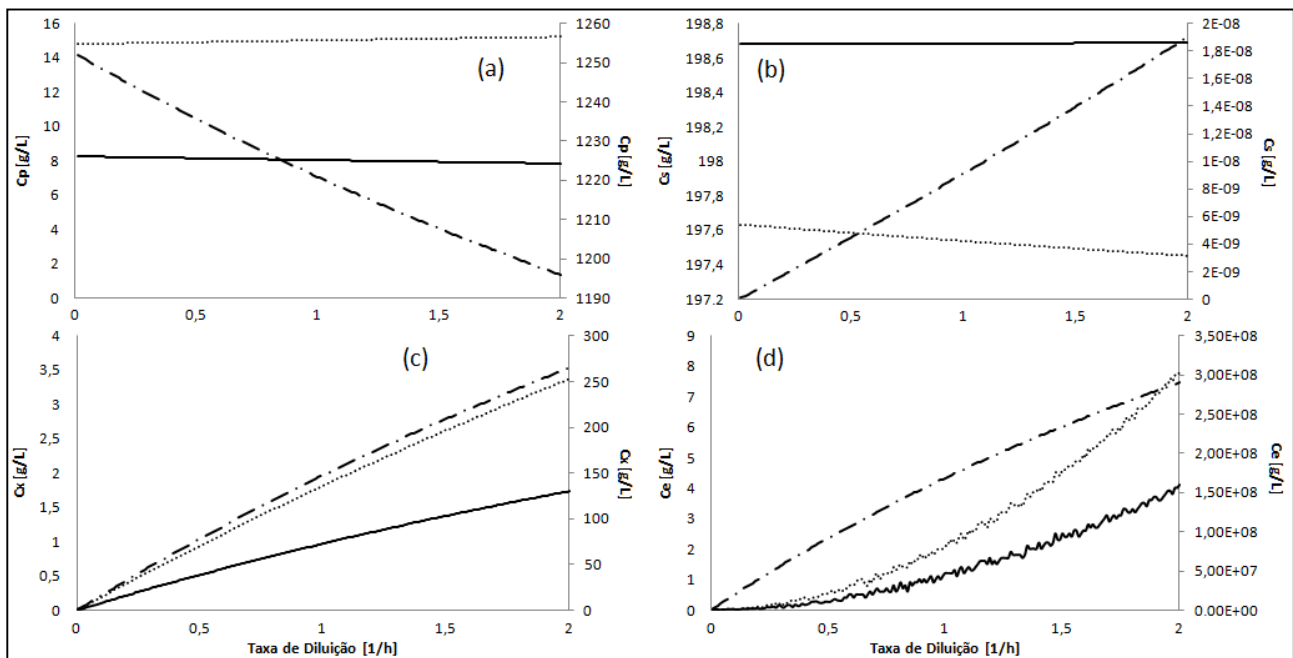 Cp [g/L]
16
14
12
10
8
6
4
2
0
(a)
1260
1250
1240
1230
1220
1210
1200
1190
Cp [g/L]
0
0,5
1
1,5
2
Cs [g/L]
198,8
198,6
198,4
198,2
198
197,8
197,6
197,4
197.2
(b)
2E-08
1,8E-08
1,6E-08
1,4E-08
1,2E-08
1E-08
8E-09
6E-09
4E-09
2E-09
0
Cs [g/L]
0
0,5
1
1,5
2
Cx [g/L]
4
3,5
3
2,5
2
1,5
1
0,5
0
(c)
300
250
200
150
100
50
0
Cx [g/L]
0
0,5
1
1,5
2
Taxa de Diluição [1/h]
Ce [g/L]
9
8
7
6
5
4
3
2
1
0
(d)
3,50E+08
3,00E+08
2,50E+08
2,00E+08
1,50E+08
1,00E+08
5,00E+07
0.00E+00
Ce [g/L]
0
0,5
1
1,5
2
Taxa de Diluição [1/h]